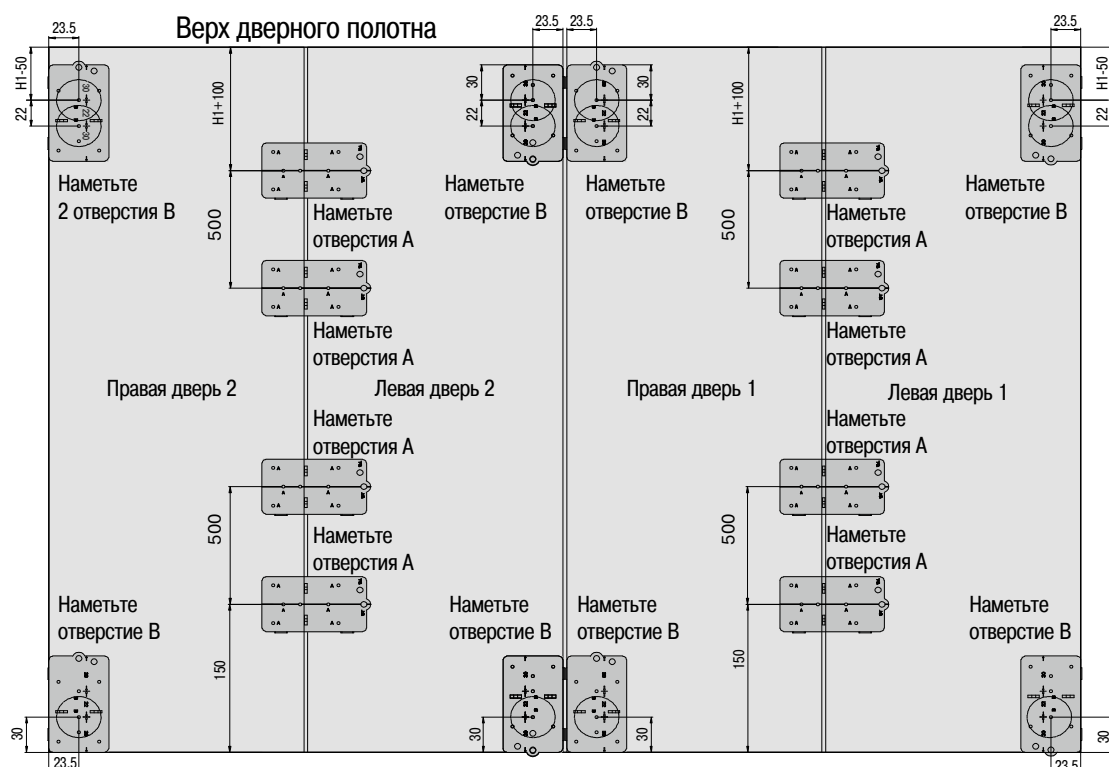 23.5
Верх дверного полотна
23.5
23.5
23.5
H1-50
22
H1+100
30
22
30
22
H1+100
H1-50
22
30
22
30
Наметьте
2 отверстия В
Наметьте
отверстие В
Наметьте
отверстие В
Наметьте
отверстие В
500
Наметьте
отверстия А
500
Наметьте
отверстия А
Наметьте
отверстия А
Наметьте
отверстия А
Правая дверь 2
Левая дверь 2
Правая дверь 1
Левая дверь 1
Наметьте
отверстия А
Наметьте
отверстия А
500
Наметьте
отверстия А
500
Наметьте
отверстия А
Наметьте
отверстие В
Наметьте
отверстие В
Наметьте
отверстие В
Наметьте
отверстие В
150
150
30
30
30
30
23.5
23.5